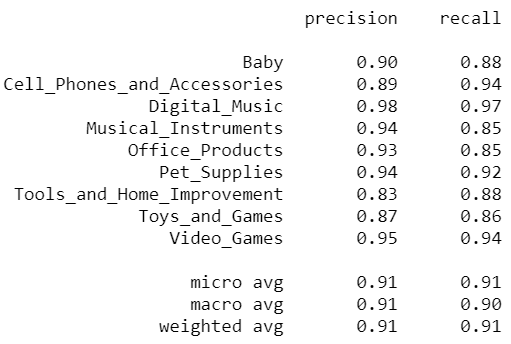 precision recall
Baby 0.90 0.88
Cell_Phones_and_Accessories 0.89 0.94
Digital_Music 0.98 0.97
Musical_Instruments 0.94 0.85
Office_Products 0.93 0.85
Pet_Supplies 0.94 0.92
Tools_and_Home_Improvement 0.83 0.88
Toys_and_Games 0.87 0.86
Video_Games 0.95 0.94
micro avg 0.91 0.91
macro avg 0.91 0.90
weighted avg 0.91 0.91